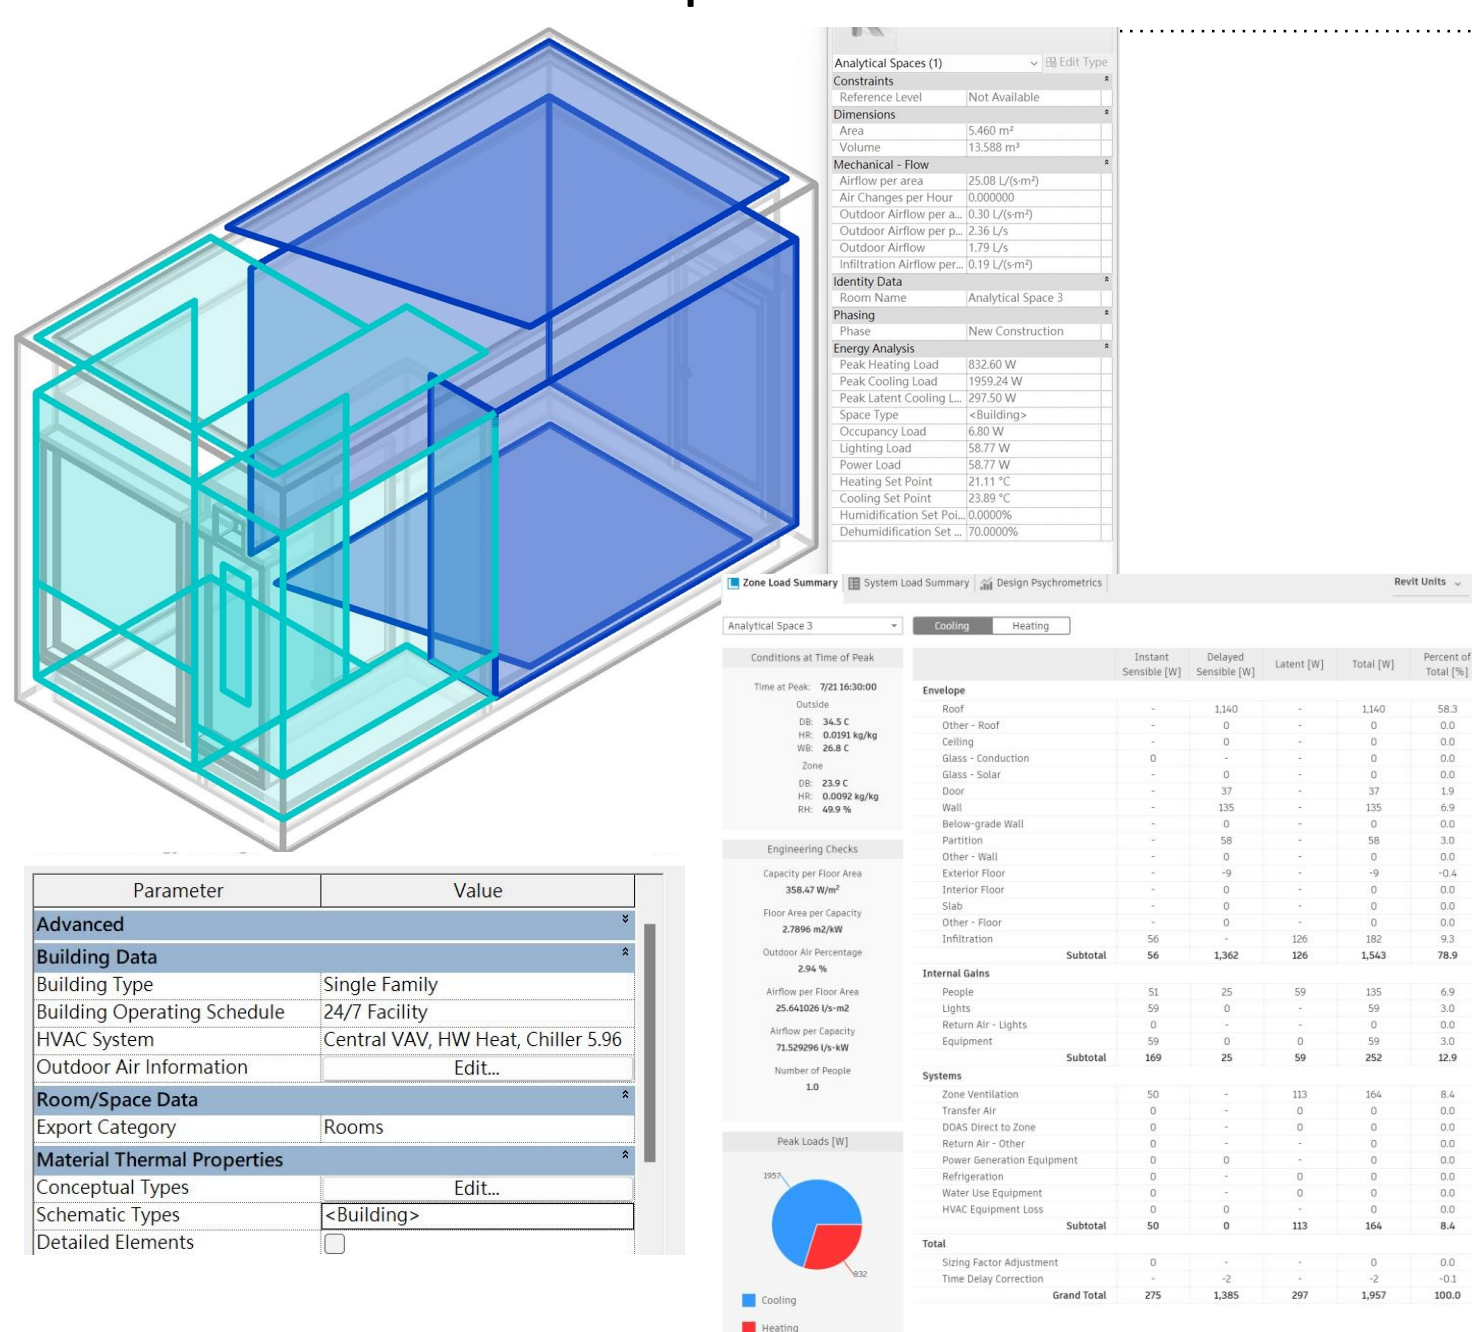 Analytical Spaces (1) Edit Type
Constraints
Reference Level Not Available
Dimensions
Area 5.460 m²
Volume 13.588 m³
Mechanical - Flow
Airflow per area 25.08 L/(s·m²)
Air Changes per Hour 0.000000
Outdoor Airflow per a... 0.30 L/(s·m²)
Outdoor Airflow per p... 2.36 L/s
Outdoor Airflow 1.79 L/s
Infiltration Airflow per... 0.19 L/(s·m²)
Identity Data
Room Name Analytical Space 3
Phasing
Phase New Construction
Energy Analysis
Peak Heating Load 832.60 W
Peak Cooling Load 1959.24 W
Peak Latent Cooling L... 297.50 W
Space Type <Building>
Occupancy Load 6.80 W
Lighting Load 58.77 W
Power Load 58.77 W
Heating Set Point 21.11 °C
Cooling Set Point 23.89 °C
Humidification Set Poi... 0.0000%
Dehumidification Set ... 70.0000%
Zone Load Summary System Load Summary Design Psychrometrics Revit Units
Analytical Space 3 Cooling Heating
Conditions at Time of Peak
Time at Peak: 7/21 16:30:00
Outside
DB: 34.5 C
HR: 0.0191 kg/kg
WB: 26.8 C
Zone
DB: 23.9 C
HR: 0.0092 kg/kg
RH: 49.9 %
Engineering Checks
Capacity per Floor Area
358.47 W/m²
Floor Area per Capacity
2.7896 m2/kW
Outdoor Air Percentage
2.94 %
Airflow per Floor Area
25.641026 l/s-m2
Airflow per Capacity
71.529296 l/s-kW
Number of People
1.0
Peak Loads [W]
1957
832
Cooling
Heating
Instant Sensible [W] Delayed Sensible [W] Latent [W] Total [W] Percent of Total [%]
Envelope
Roof - 1,140 - 1,140 58.3
Other - Roof - 0 - 0 0.0
Ceiling - 0 - 0 0.0
Glass - Conduction 0 - - 0 0.0
Glass - Solar - 0 - 0 0.0
Door - 37 - 37 1.9
Wall - 135 - 135 6.9
Below-grade Wall - 0 - 0 0.0
Partition - 58 - 58 3.0
Other - Wall - 0 - 0 0.0
Exterior Floor - -9 - -9 -0.4
Interior Floor - 0 - 0 0.0
Slab - 0 - 0 0.0
Other - Floor - 0 - 0 0.0
Infiltration 56 - 126 182 9.3
Subtotal 56 1,362 126 1,543 78.9
Internal Gains
People 51 25 59 135 6.9
Lights 59 0 - 59 3.0
Return Air - Lights 0 - - 0 0.0
Equipment 59 0 0 59 3.0
Subtotal 169 25 59 252 12.9
Systems
Zone Ventilation 50 - 113 164 8.4
Transfer Air 0 - 0 0 0.0
DOAS Direct to Zone 0 - 0 0 0.0
Return Air - Other 0 - - 0 0.0
Power Generation Equipment 0 0 - 0 0.0
Refrigeration 0 - 0 0 0.0
Water Use Equipment 0 - 0 0 0.0
HVAC Equipment Loss 0 0 - 0 0.0
Subtotal 50 0 113 164 8.4
Total
Sizing Factor Adjustment 0 - - 0 0.0
Time Delay Correction - -2 - -2 -0.1
Grand Total 275 1,385 297 1,957 100.0
Parameter Value
Advanced
Building Data
Building Type Single Family
Building Operating Schedule 24/7 Facility
HVAC System Central VAV, HW Heat, Chiller 5.96
Outdoor Air Information Edit...
Room/Space Data
Export Category Rooms
Material Thermal Properties
Conceptual Types Edit...
Schematic Types <Building>
Detailed Elements